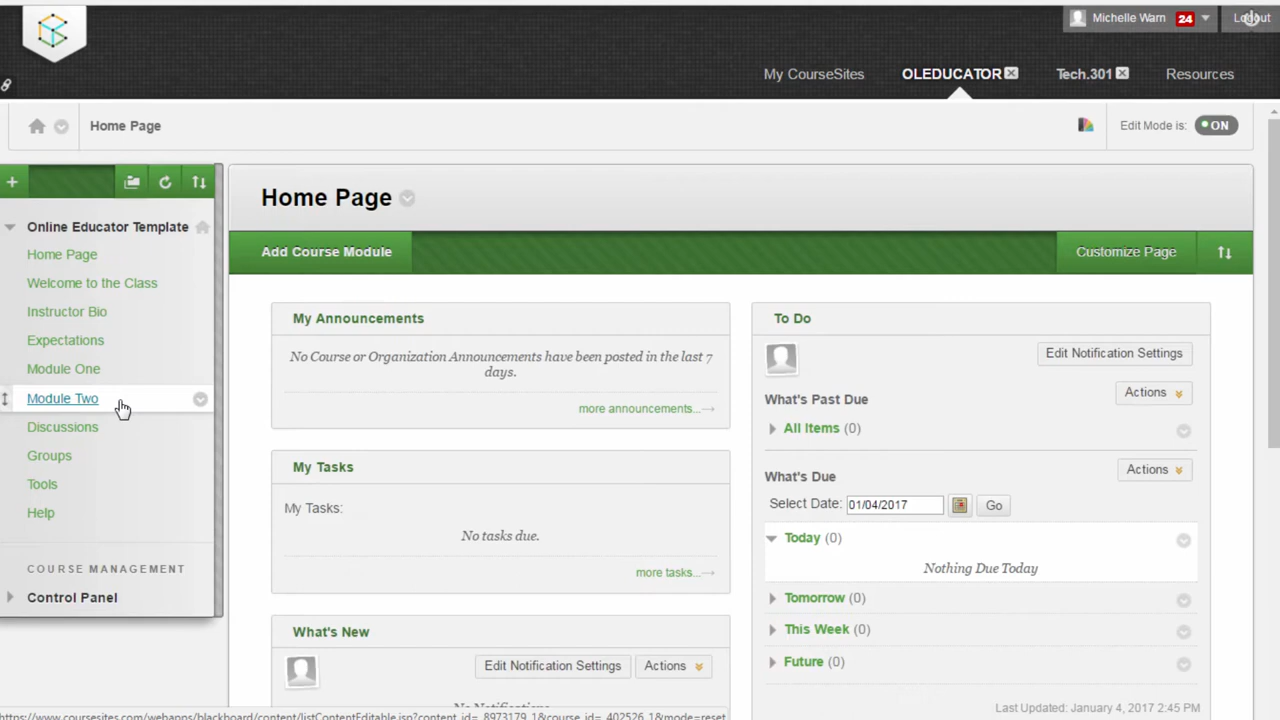 Michelle Warn 24 Logout
My CourseSites OLEDUCATOR Tech.301 Resources
Home Page Edit Mode is: ON
Online Educator Template
Home Page
Welcome to the Class
Instructor Bio
Expectations
Module One
Module Two
Discussions
Groups
Tools
Help
COURSE MANAGEMENT
Control Panel
Home Page
Add Course Module Customize Page
My Announcements
No Course or Organization Announcements have been posted in the last 7
days.
more announcements...
My Tasks
My Tasks:
No tasks due.
more tasks...
What's New
Edit Notification Settings Actions
No Notifications
To Do
Edit Notification Settings
Actions
What's Past Due
All Items (0)
Actions
What's Due
Select Date: 01/04/2017 Go
Today (0)
Nothing Due Today
Tomorrow (0)
This Week (0)
Future (0)
Last Updated: January 4, 2017 2:45 PM
https://www.coursesites.com/webapps/blackboard/content/listContentEditable.jsp?content_id=_8973179_1&course_id=_402526_1&mode=reset